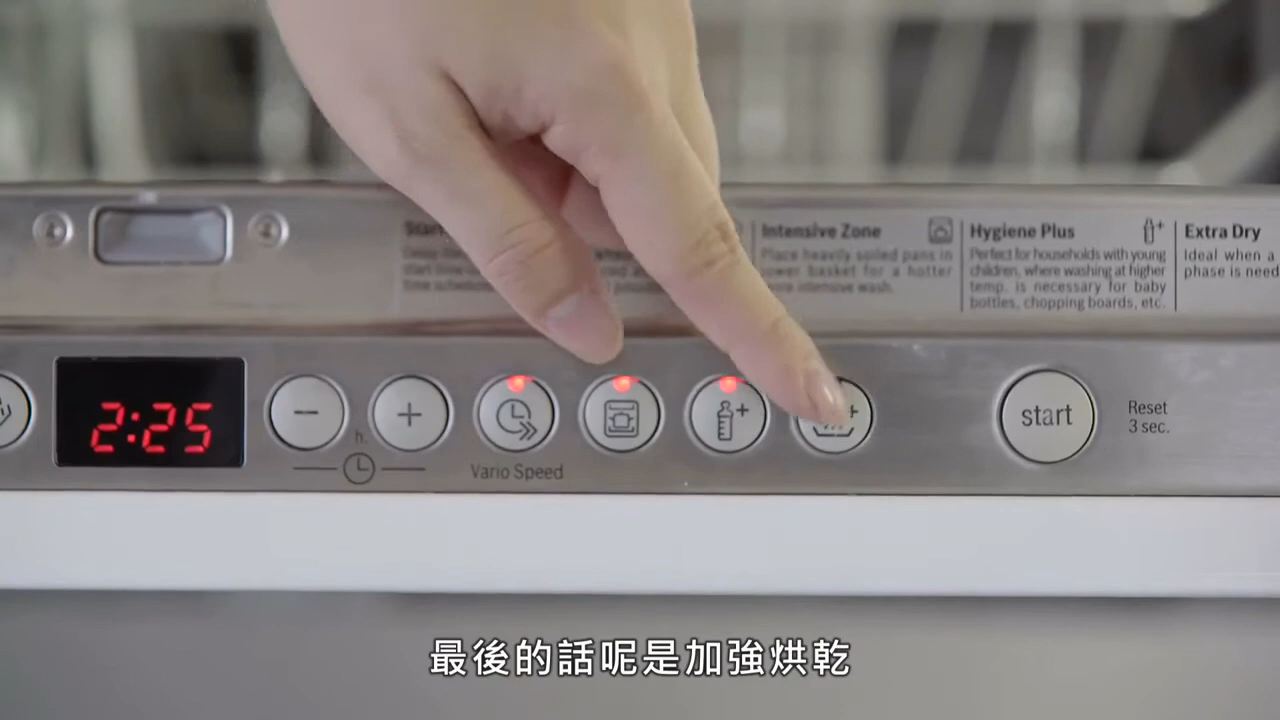 Intensive Zone
Place heavily soiled pans in
lower basket for a hotter
more intensive wash.
Hygiene Plus
Perfect for households with young
children, where washing at higher
temp. is necessary for baby
bottles, chopping boards, etc.
Extra Dry
Ideal when a
phase is need
2:25
h.
Vario Speed
start
Reset
3 sec.
最後的話呢是加強烘乾